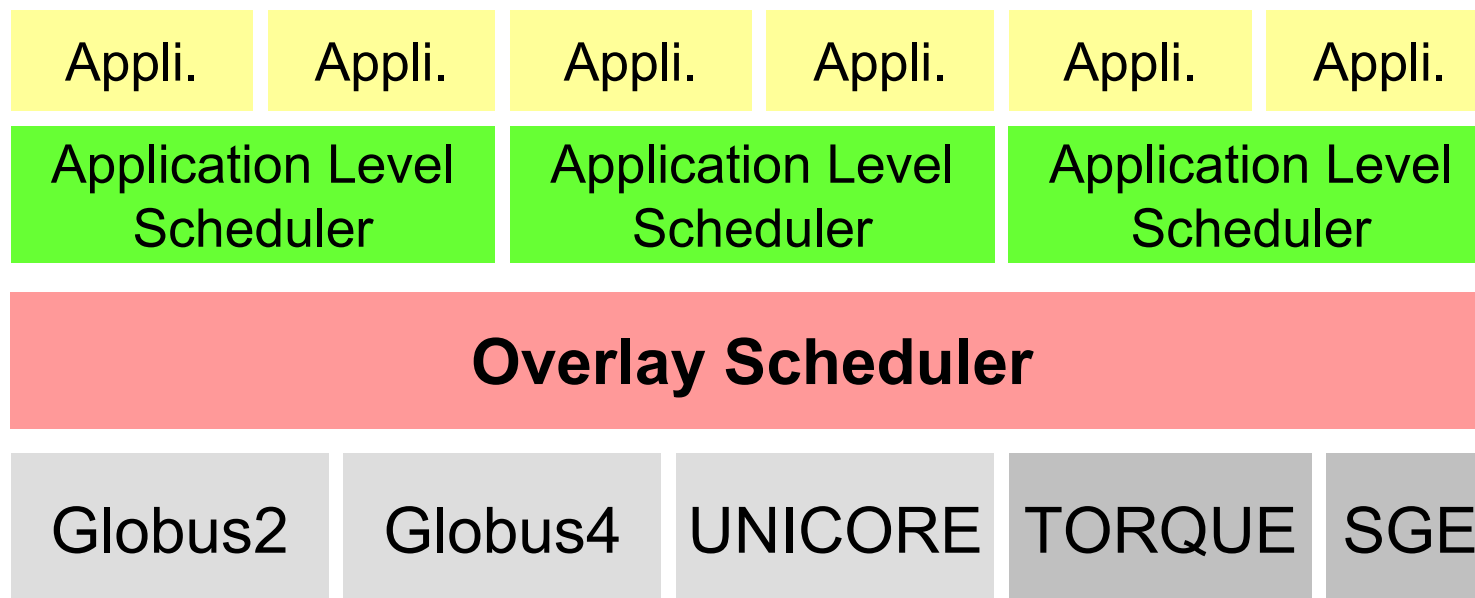 Appli. Appli. Appli. Appli. Appli. Appli.
Application Level Application Level Application Level
Scheduler Scheduler Scheduler
Overlay Scheduler
Globus2 Globus4 UNICORE TORQUE SGE